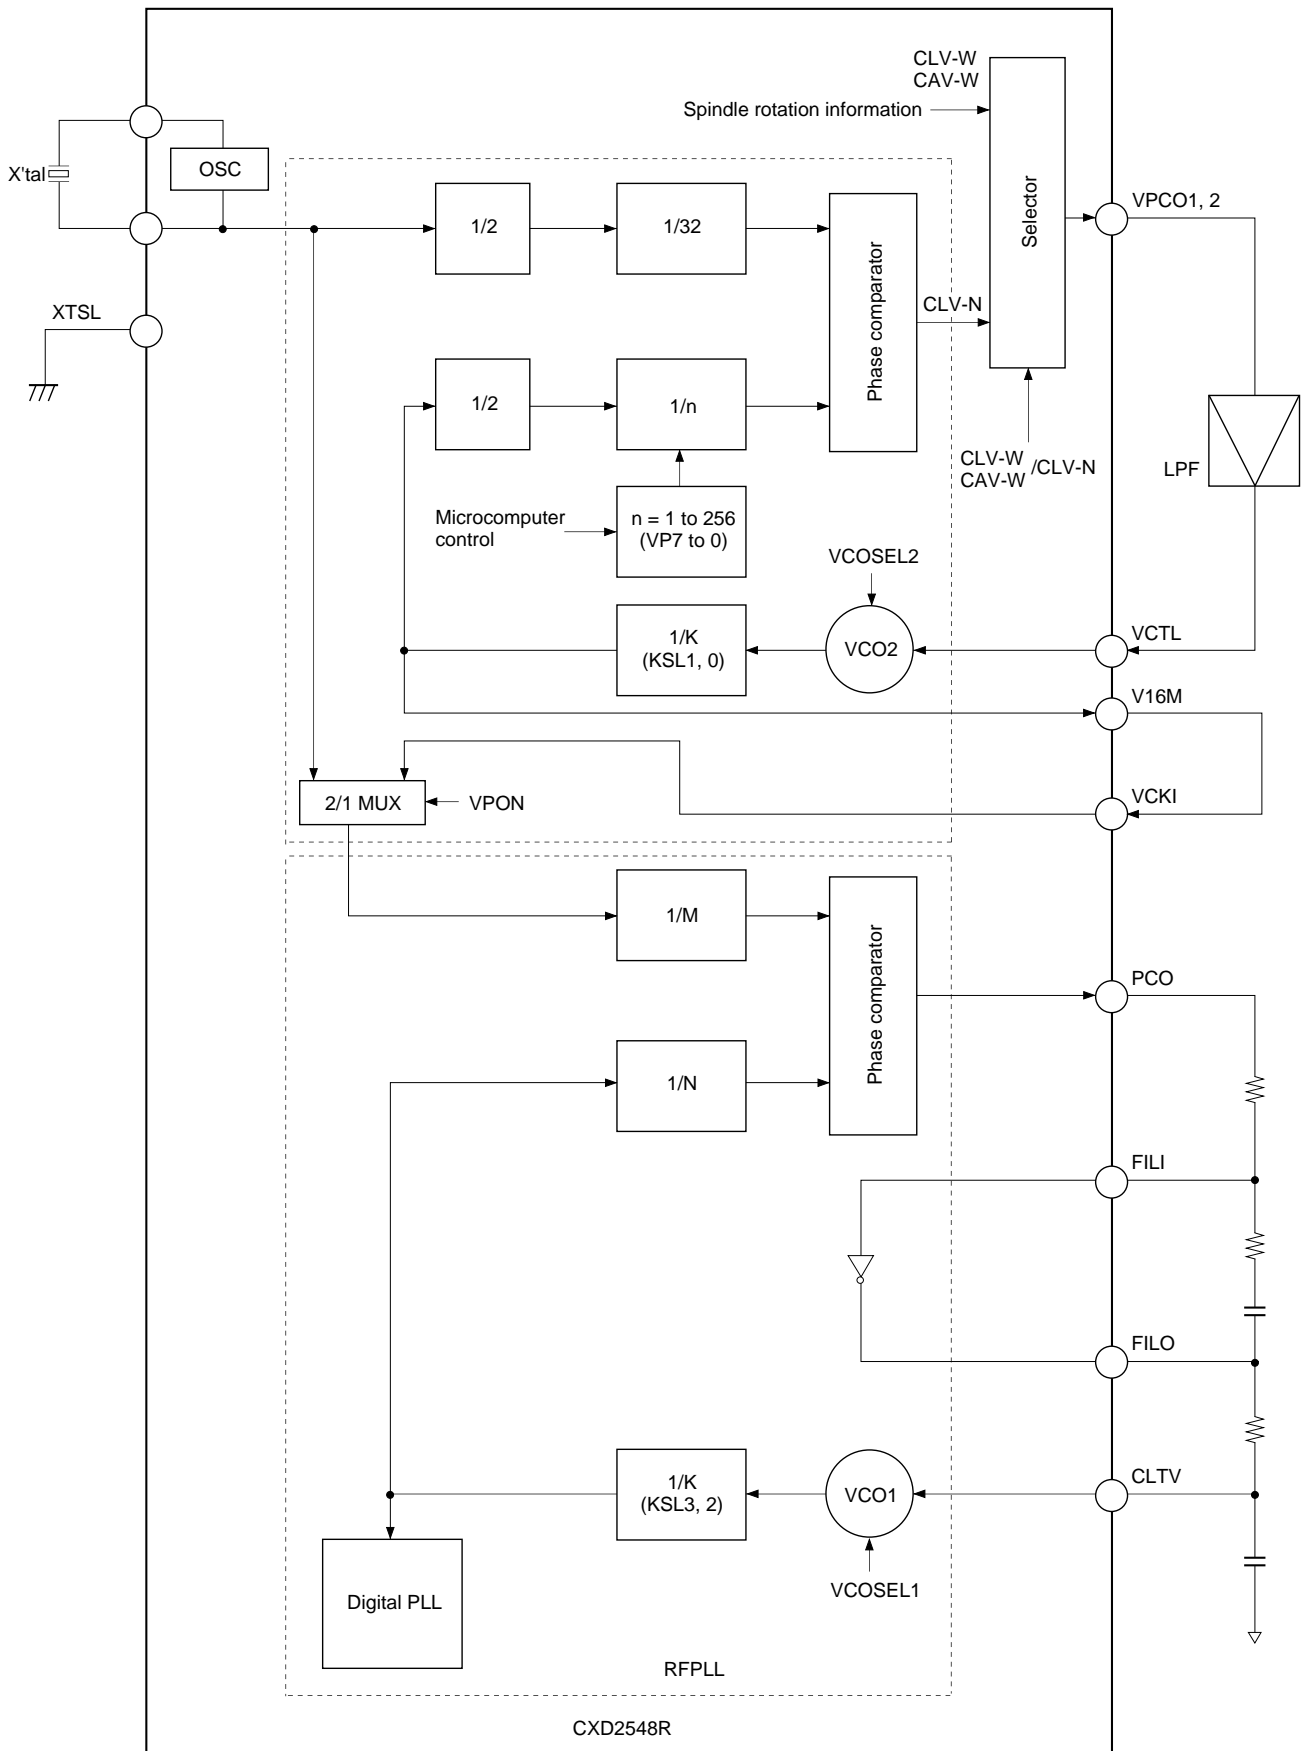 CLV-W
CAV-W
Spindle rotation information
X'tal
OSC
1/2
1/32
Phase comparator
Selector
VPCO1, 2
XTSL
CLV-N
1/2
1/n
CLV-W
CAV-W
/CLV-N
LPF
Microcomputer
control
n = 1 to 256
(VP7 to 0)
VCOSEL2
1/K
(KSL1, 0)
VCO2
VCTL
V16M
2/1 MUX
VPON
VCKI
1/M
Phase comparator
PCO
1/N
FILI
FILO
1/K
(KSL3, 2)
VCO1
CLTV
VCOSEL1
Digital PLL
RFPLL
CXD2548R